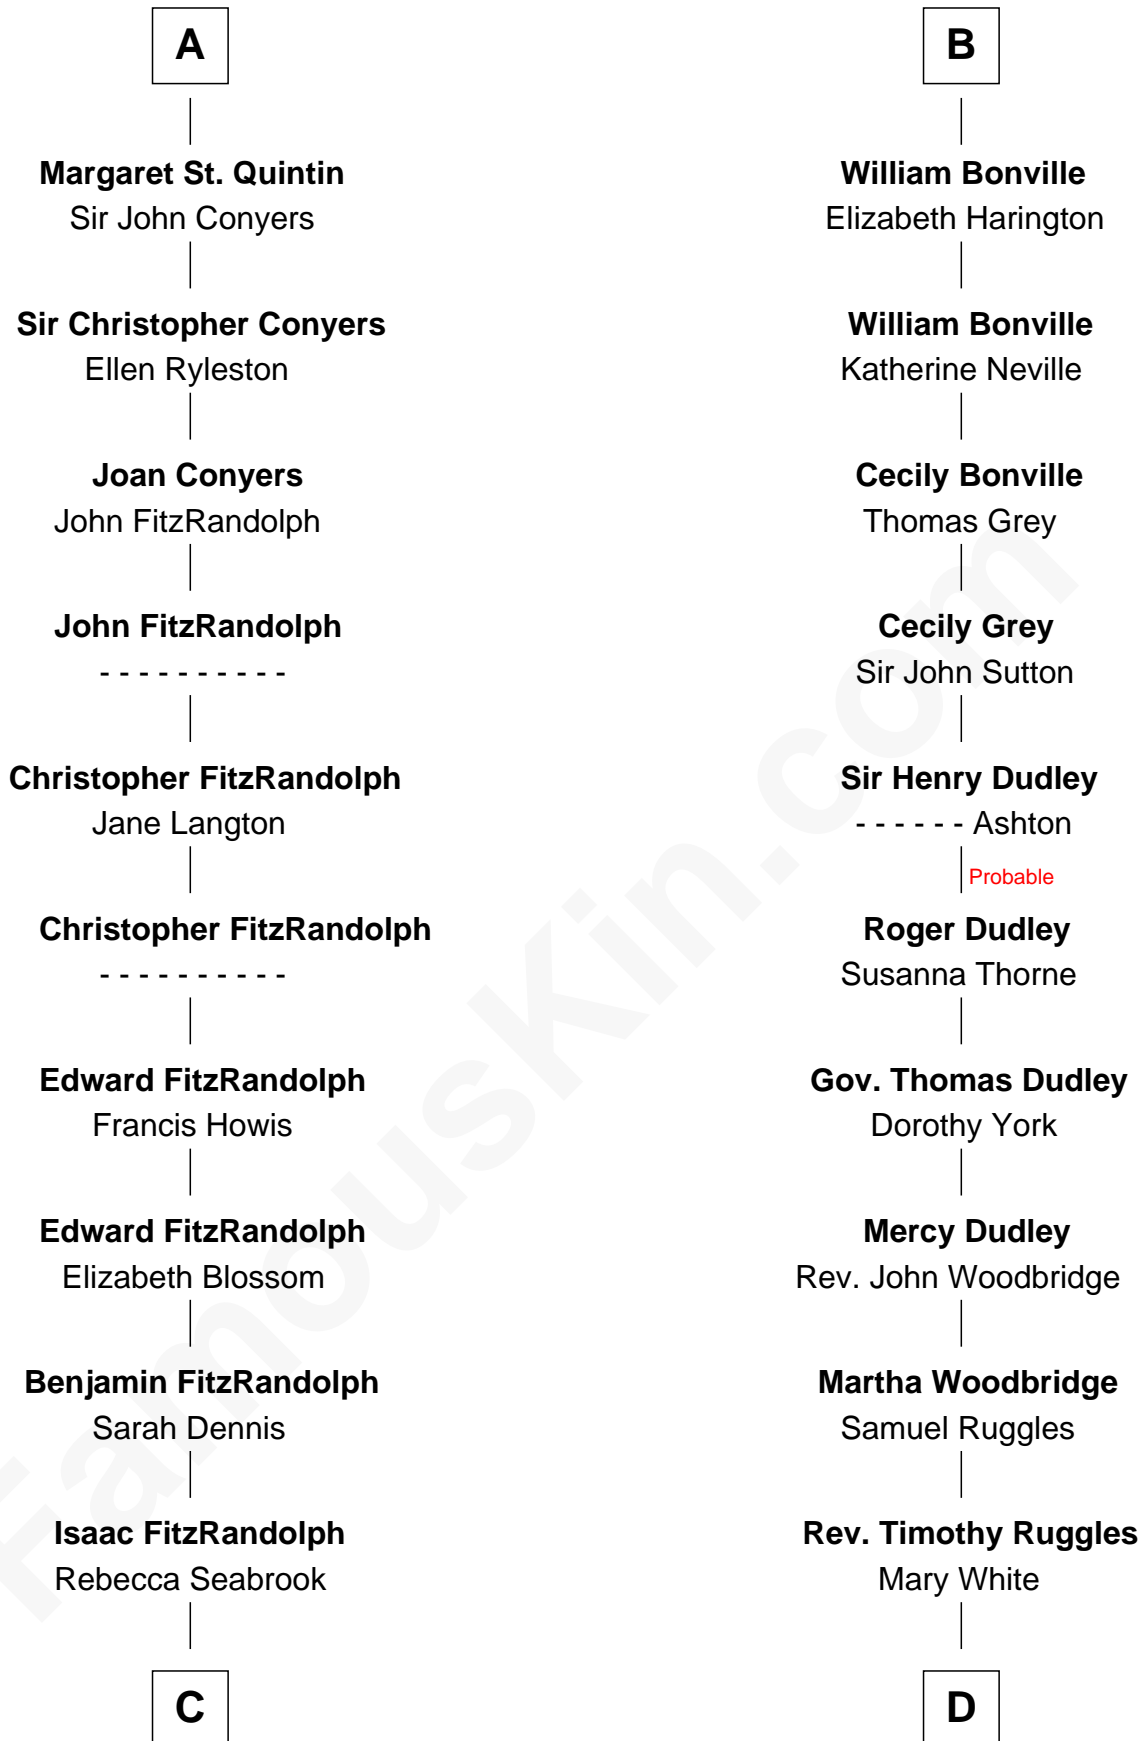 A
Margaret St. Quintin
Sir John Conyers
Sir Christopher Conyers
Ellen Ryleston
Joan Conyers
John FitzRandolph
John FitzRandolph
- - - - - - - - - -
Christopher FitzRandolph
Jane Langton
Christopher FitzRandolph
- - - - - - - - - -
Edward FitzRandolph
Francis Howis
Edward FitzRandolph
Elizabeth Blossom
Benjamin FitzRandolph
Sarah Dennis
Isaac FitzRandolph
Rebecca Seabrook
C
B
William Bonville
Elizabeth Harington
William Bonville
Katherine Neville
Cecily Bonville
Thomas Grey
Cecily Grey
Sir John Sutton
Sir Henry Dudley
- - - - - - Ashton
Probable
Roger Dudley
Susanna Thorne
Gov. Thomas Dudley
Dorothy York
Mercy Dudley
Rev. John Woodbridge
Martha Woodbridge
Samuel Ruggles
Rev. Timothy Ruggles
Mary White
D
FamousKin.com